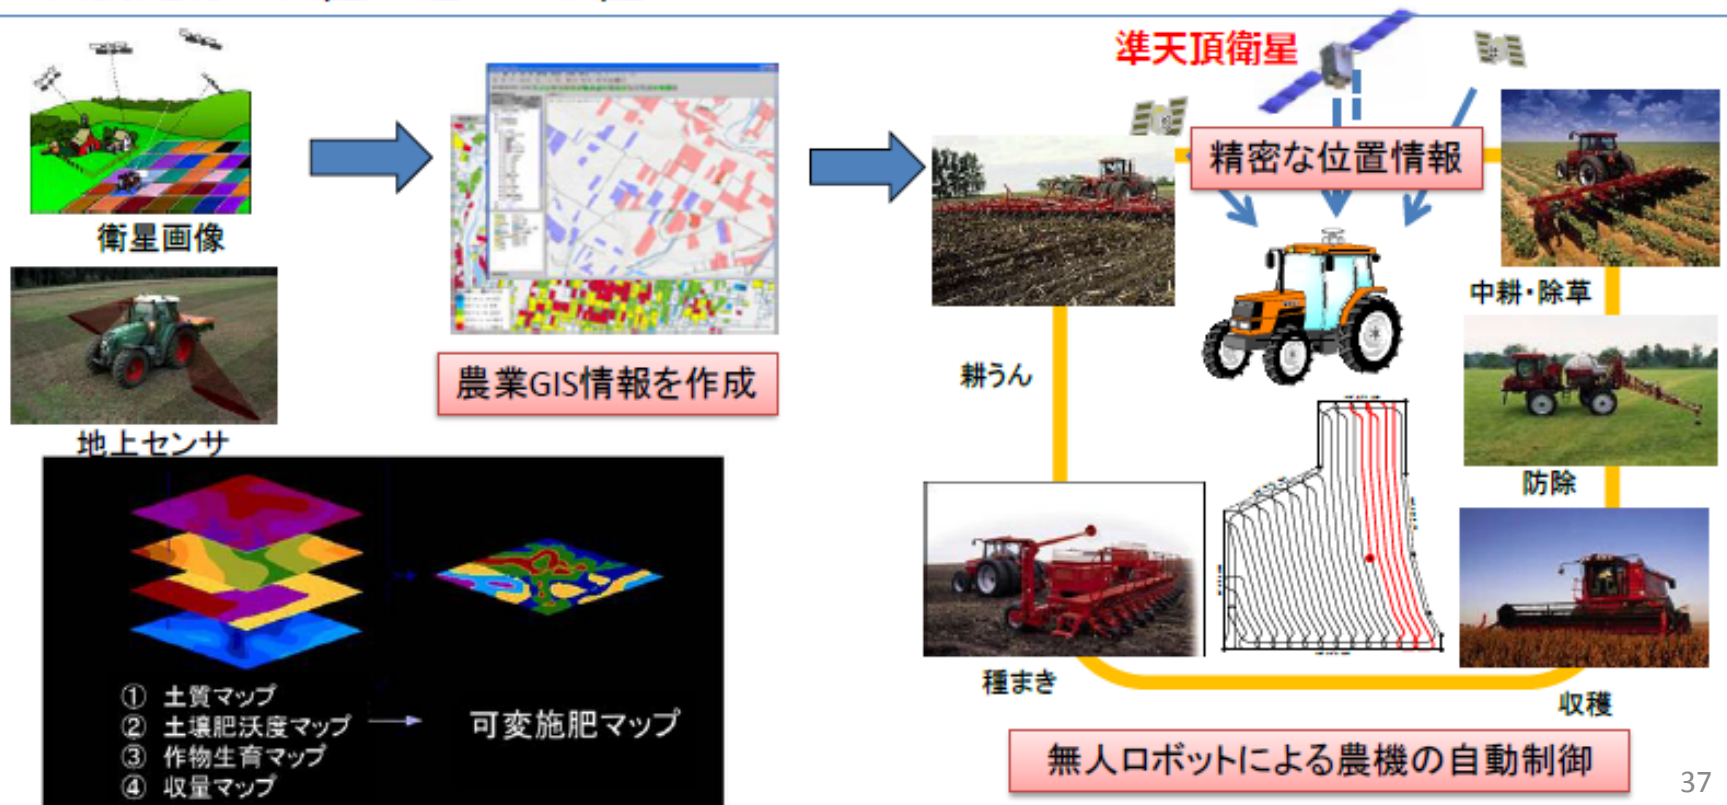 衛星画像
地上センサ
農業GIS情報を作成
① 土質マップ
② 土壌肥沃度マップ
③ 作物生育マップ
④ 収量マップ
可変施肥マップ
準天頂衛星
精密な位置情報
耕うん
種まき
中耕・除草
防除
収穫
無人ロボットによる農機の自動制御
37